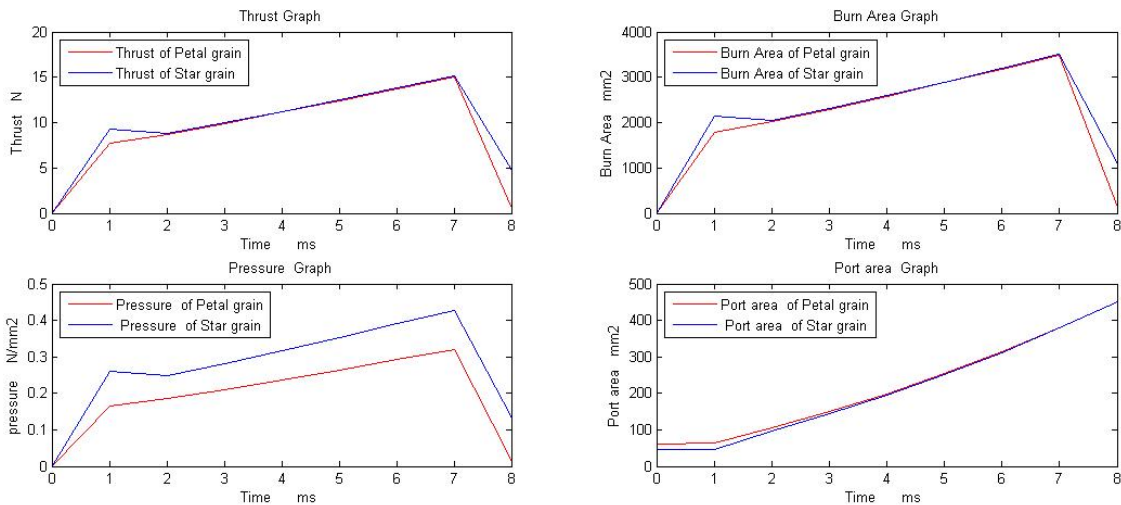 Thrust Graph
20
15
10
5
0
Thrust   N
Thrust of Petal grain
Thrust of Star grain
0 1 2 3 4 5 6 7 8
Time ms
Burn Area Graph
4000
3000
2000
1000
0
Burn Area mm2
Burn Area of Petal grain
Burn Area of Star grain
0 1 2 3 4 5 6 7 8
Time ms
Pressure Graph
0.5
0.4
0.3
0.2
0.1
0
pressure N/mm2
Pressure of Petal grain
Pressure of Star grain
0 1 2 3 4 5 6 7 8
Time ms
Port area Graph
500
400
300
200
100
0
Port area mm2
Port area of Petal grain
Port area of Star grain
0 1 2 3 4 5 6 7 8
Time ms